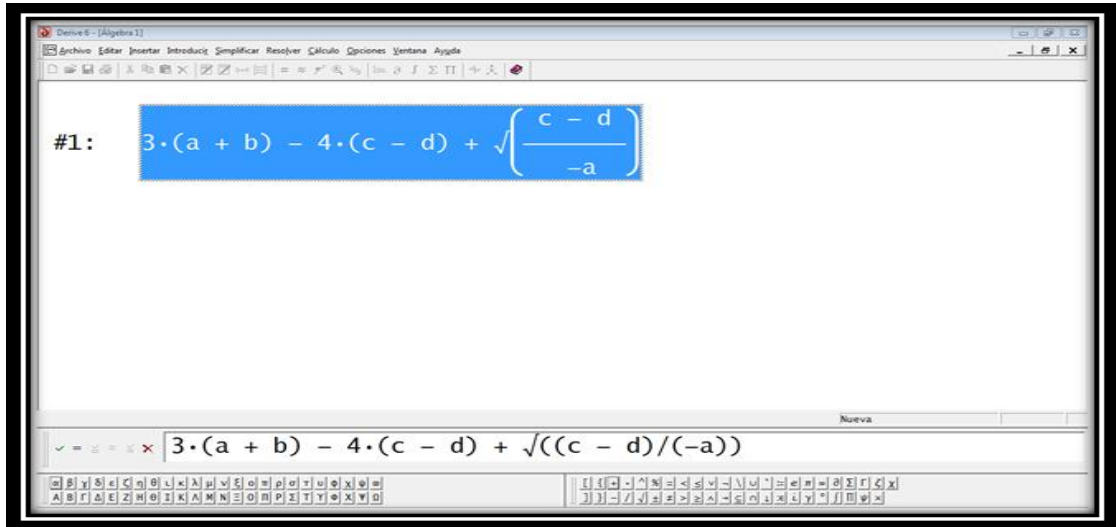 Derive 6 - [Álgebra 1]
Archivo Editar Insertar Introducir Simplificar Resolver Cálculo Opciones Ventana Ayuda
#1: 3·(a + b) − 4·(c − d) + √((c − d)/(−a))
Nueva
3·(a + b) − 4·(c − d) + √((c − d)/(−a))
α β γ δ ε ζ η θ ι κ λ μ ν ξ ο π ρ σ τ υ φ χ ψ ω
Α Β Γ Δ Ε Ζ Η Θ Ι Κ Λ Μ Ν Ξ Ο Π Ρ Σ Τ Υ Φ Χ Ψ Ω